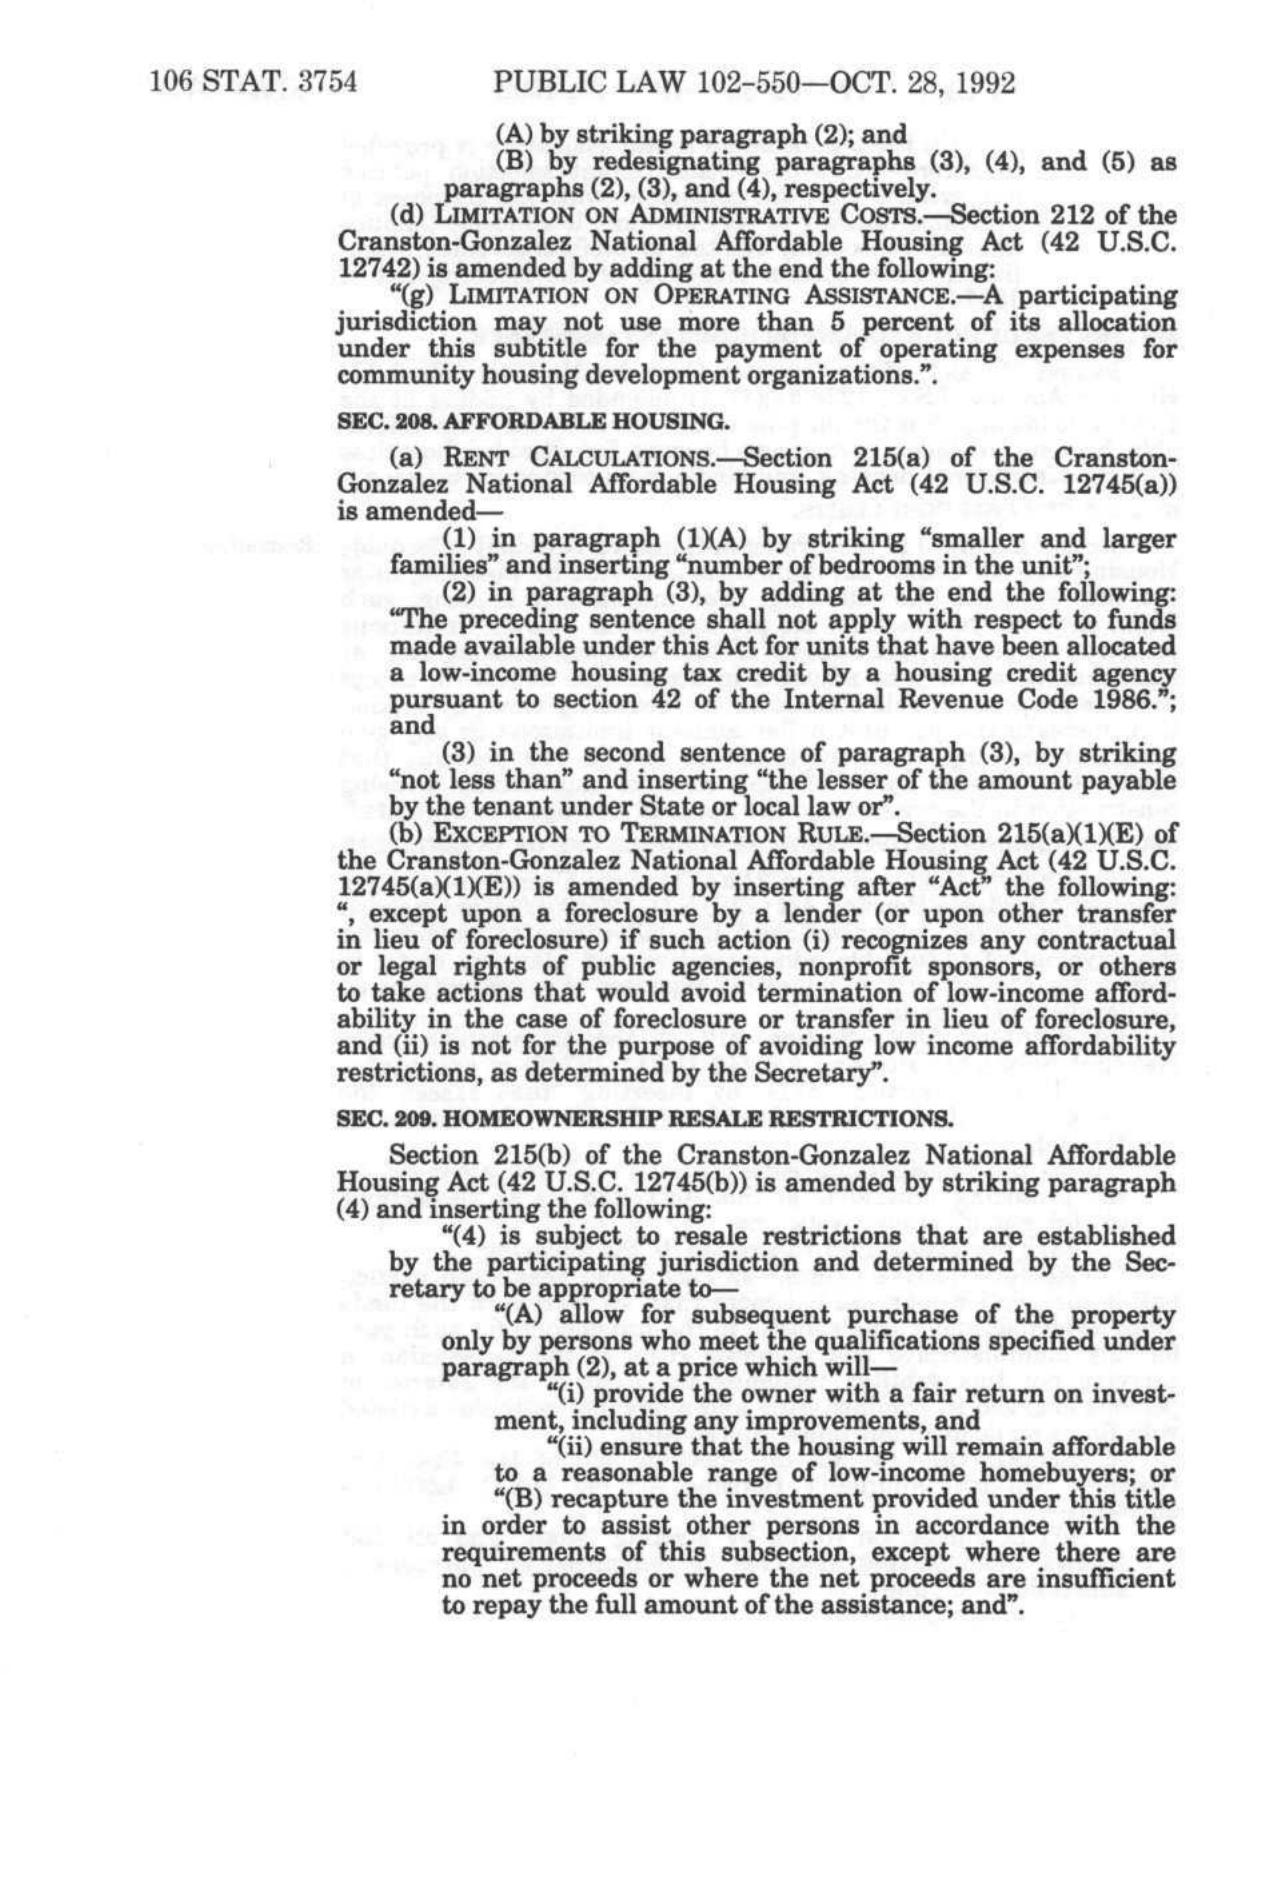 106 STAT. 3754 PUBLIC LAW 102-550—OCT. 28, 1992
(A) by striking paragraph (2); and
(B) by redesignating paragraphs (3), (4), and (5) as
paragraphs (2), (3), and (4), respectively.
(d) LIMITATION ON ADMINISTRATIVE COSTS.—Section 212 of the
Cranston-Gonzalez National Affordable Housing Act (42 U.S.C.
12742) is amended by adding at the end the following:
“(g) LIMITATION ON OPERATING ASSISTANCE.—A participating
jurisdiction may not use more than 5 percent of its allocation
under this subtitle for the payment of operating expenses for
community housing development organizations.”.
SEC. 208. AFFORDABLE HOUSING.
(a) RENT CALCULATIONS.—Section 215(a) of the Cranston-
Gonzalez National Affordable Housing Act (42 U.S.C. 12745(a))
is amended—
(1) in paragraph (1)(A) by striking “smaller and larger
families” and inserting “number of bedrooms in the unit”;
(2) in paragraph (3), by adding at the end the following:
“The preceding sentence shall not apply with respect to funds
made available under this Act for units that have been allocated
a low-income housing tax credit by a housing credit agency
pursuant to section 42 of the Internal Revenue Code 1986.”;
and
(3) in the second sentence of paragraph (3), by striking
“not less than” and inserting “the lesser of the amount payable
by the tenant under State or local law or”.
(b) EXCEPTION TO TERMINATION RULE.—Section 215(a)(1)(E) of
the Cranston-Gonzalez National Affordable Housing Act (42 U.S.C.
12745(a)(1)(E)) is amended by inserting after “Act” the following:
“, except upon a foreclosure by a lender (or upon other transfer
in lieu of foreclosure) if such action (i) recognizes any contractual
or legal rights of public agencies, nonprofit sponsors, or others
to take actions that would avoid termination of low-income afford-
ability in the case of foreclosure or transfer in lieu of foreclosure,
and (ii) is not for the purpose of avoiding low income affordability
restrictions, as determined by the Secretary”.
SEC. 209. HOMEOWNERSHIP RESALE RESTRICTIONS.
Section 215(b) of the Cranston-Gonzalez National Affordable
Housing Act (42 U.S.C. 12745(b)) is amended by striking paragraph
(4) and inserting the following:
“(4) is subject to resale restrictions that are established
by the participating jurisdiction and determined by the Sec-
retary to be appropriate to—
“(A) allow for subsequent purchase of the property
only by persons who meet the qualifications specified under
paragraph (2), at a price which will—
“(i) provide the owner with a fair return on invest-
ment, including any improvements, and
“(ii) ensure that the housing will remain affordable
to a reasonable range of low-income homebuyers; or
“(B) recapture the investment provided under this title
in order to assist other persons in accordance with the
requirements of this subsection, except where there are
no net proceeds or where the net proceeds are insufficient
to repay the full amount of the assistance; and”.